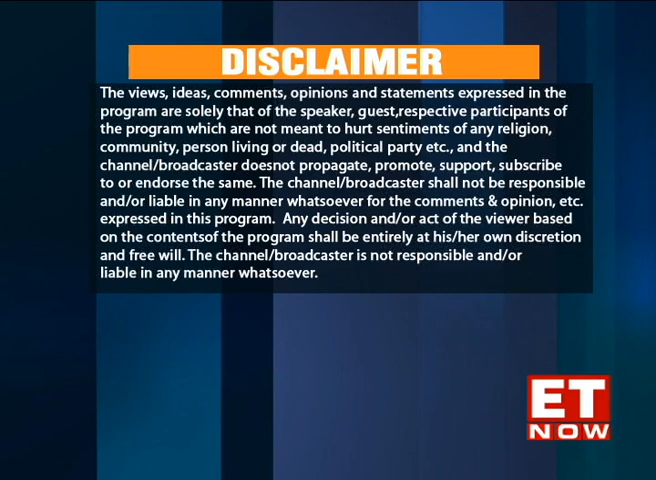 DISCLAIMER
The views, ideas, comments, opinions and statements expressed in the
program are solely that of the speaker, guest,respective participants of
the program which are not meant to hurt sentiments of any religion,
community, person living or dead, political party etc., and the
channel/broadcaster doesnot propagate, promote, support, subscribe
to or endorse the same. The channel/broadcaster shall not be responsible
and/or liable in any manner whatsoever for the comments & opinion, etc.
expressed in this program.  Any decision and/or act of the viewer based
on the contentsof the program shall be entirely at his/her own discretion
and free will. The channel/broadcaster is not responsible and/or
liable in any manner whatsoever.
ET
NOW